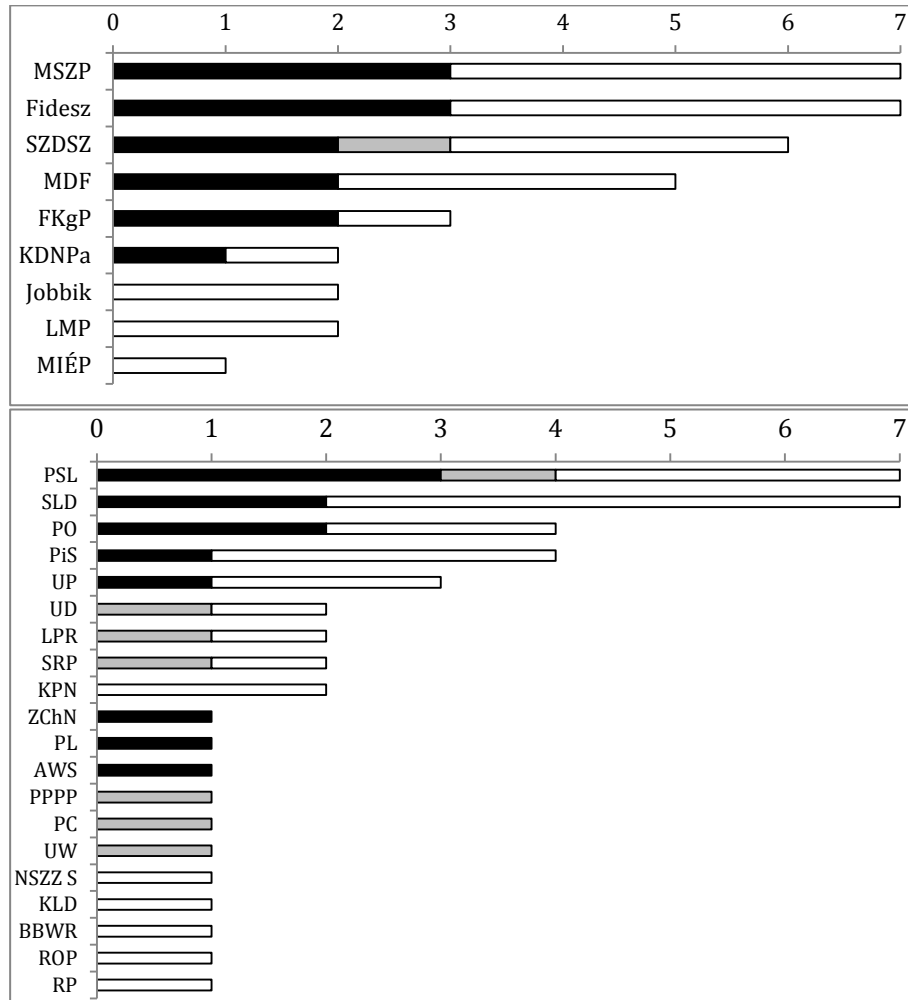 0 1 2 3 4 5 6 7
MSZP
Fidesz
SZDSZ
MDF
FKgP
KDNPa
Jobbik
LMP
MIÉP
0 1 2 3 4 5 6 7
PSL
SLD
PO
PiS
UP
UD
LPR
SRP
KPN
ZChN
PL
AWS
PPPP
PC
UW
NSZZ S
KLD
BBWR
ROP
RP